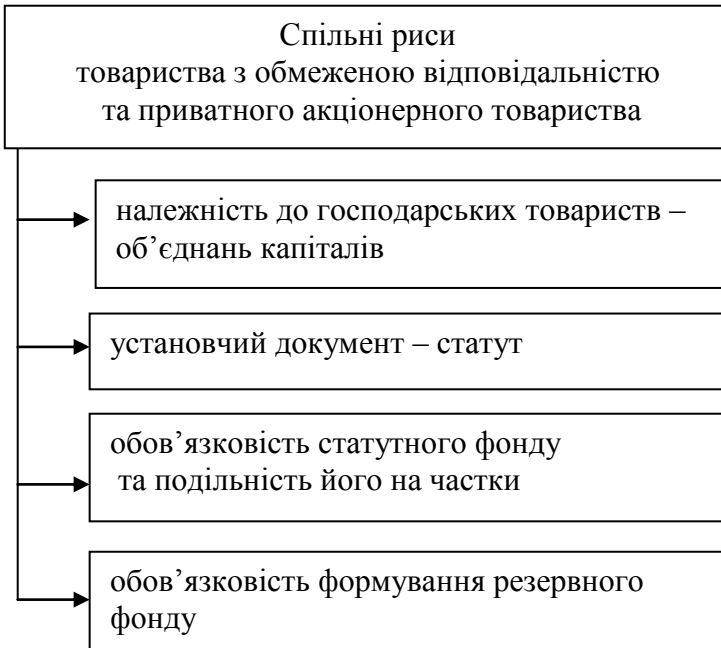 Спільні риси
товариства з обмеженою відповідальністю
та приватного акціонерного товариства
належність до господарських товариств –
об’єднань капіталів
установчий документ – статут
обов’язковість статутного фонду
та подільність його на частки
обов’язковість формування резервного
фонду